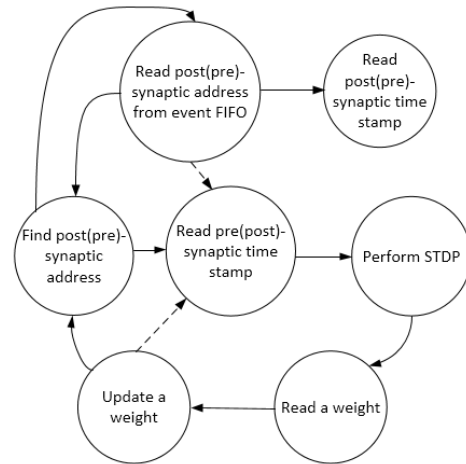 Read post(pre)-
synaptic address
from event FIFO
Read
post(pre)-
synaptic time
stamp
Find post(pre)-
synaptic
address
Read pre(post)-
synaptic time
stamp
Perform STDP
Update a
weight
Read a weight